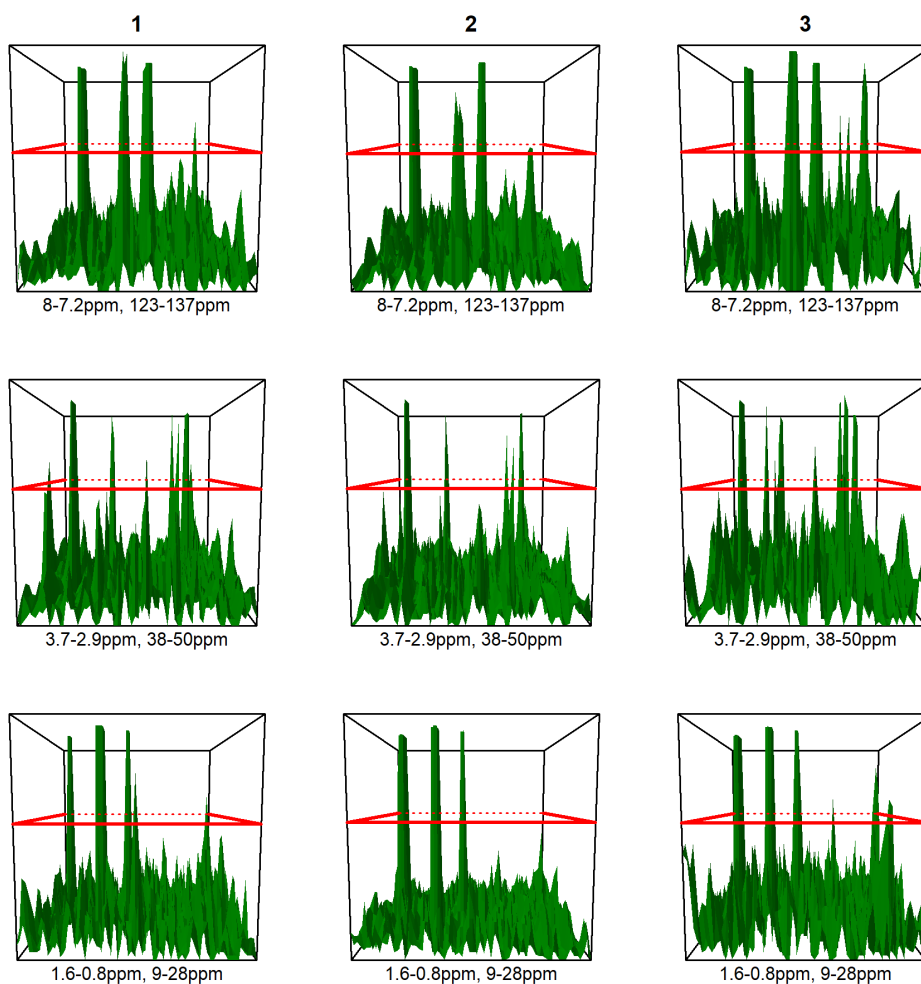 1 2 3
8-7.2ppm, 123-137ppm 8-7.2ppm, 123-137ppm 8-7.2ppm, 123-137ppm
3.7-2.9ppm, 38-50ppm 3.7-2.9ppm, 38-50ppm 3.7-2.9ppm, 38-50ppm
1.6-0.8ppm, 9-28ppm 1.6-0.8ppm, 9-28ppm 1.6-0.8ppm, 9-28ppm